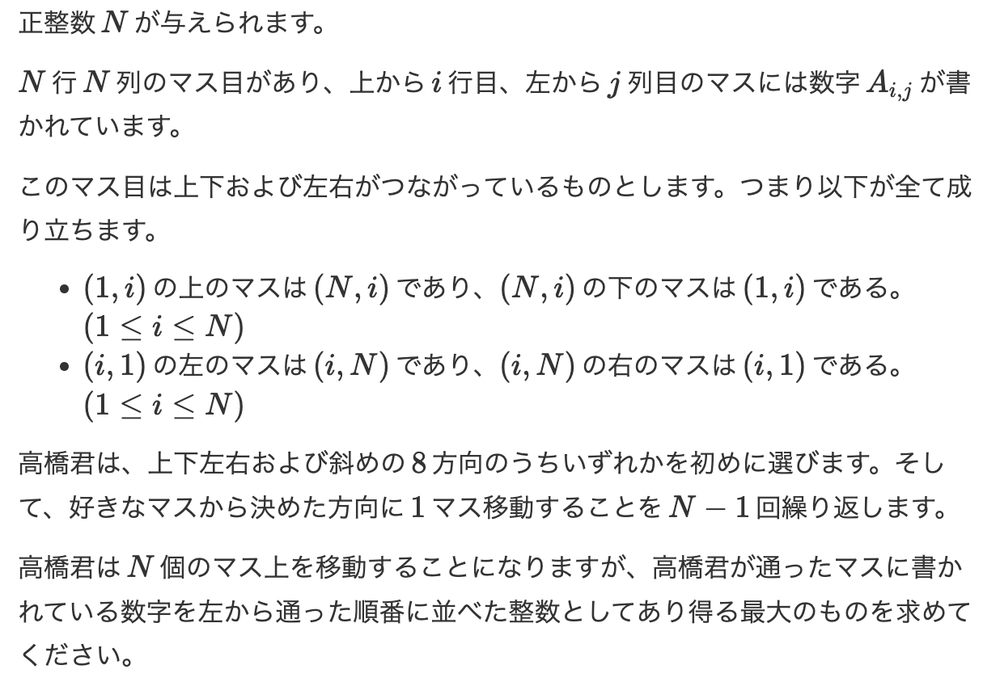 正整数 N が与えられます。
N 行 N 列のマス目があり、上から i 行目、左から j 列目のマスには数字 A_{i,j} が書
かれています。
このマス目は上下および左右がつながっているものとします。つまり以下が全て成
り立ちます。
• (1, i) の上のマスは (N, i) であり、(N, i) の下のマスは (1, i) である。
(1 ≤ i ≤ N)
• (i, 1) の左のマスは (i, N) であり、(i, N) の右のマスは (i, 1) である。
(1 ≤ i ≤ N)
高橋君は、上下左右および斜めの 8 方向のうちいずれかを初めに選びます。そし
て、好きなマスから決めた方向に 1 マス移動することを N − 1 回繰り返します。
高橋君は N 個のマス上を移動することになりますが、高橋君が通ったマスに書か
れている数字を左から通った順番に並べた整数としてあり得る最大のものを求めて
ください。